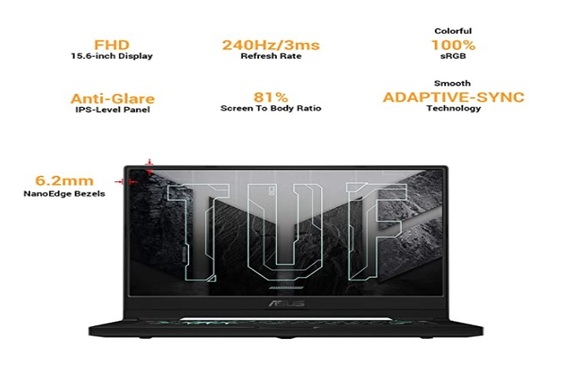 Colorful
FHD
240Hz/3ms
100%
15.6-inch Display
Refresh Rate
sRGB
Smooth
Anti-Glare
81%
ADAPTIVE-SYNC
IPS-Level Panel
Screen To Body Ratio
Technology
6.2mm
NanoEdge Bezels
TUF
ASUS